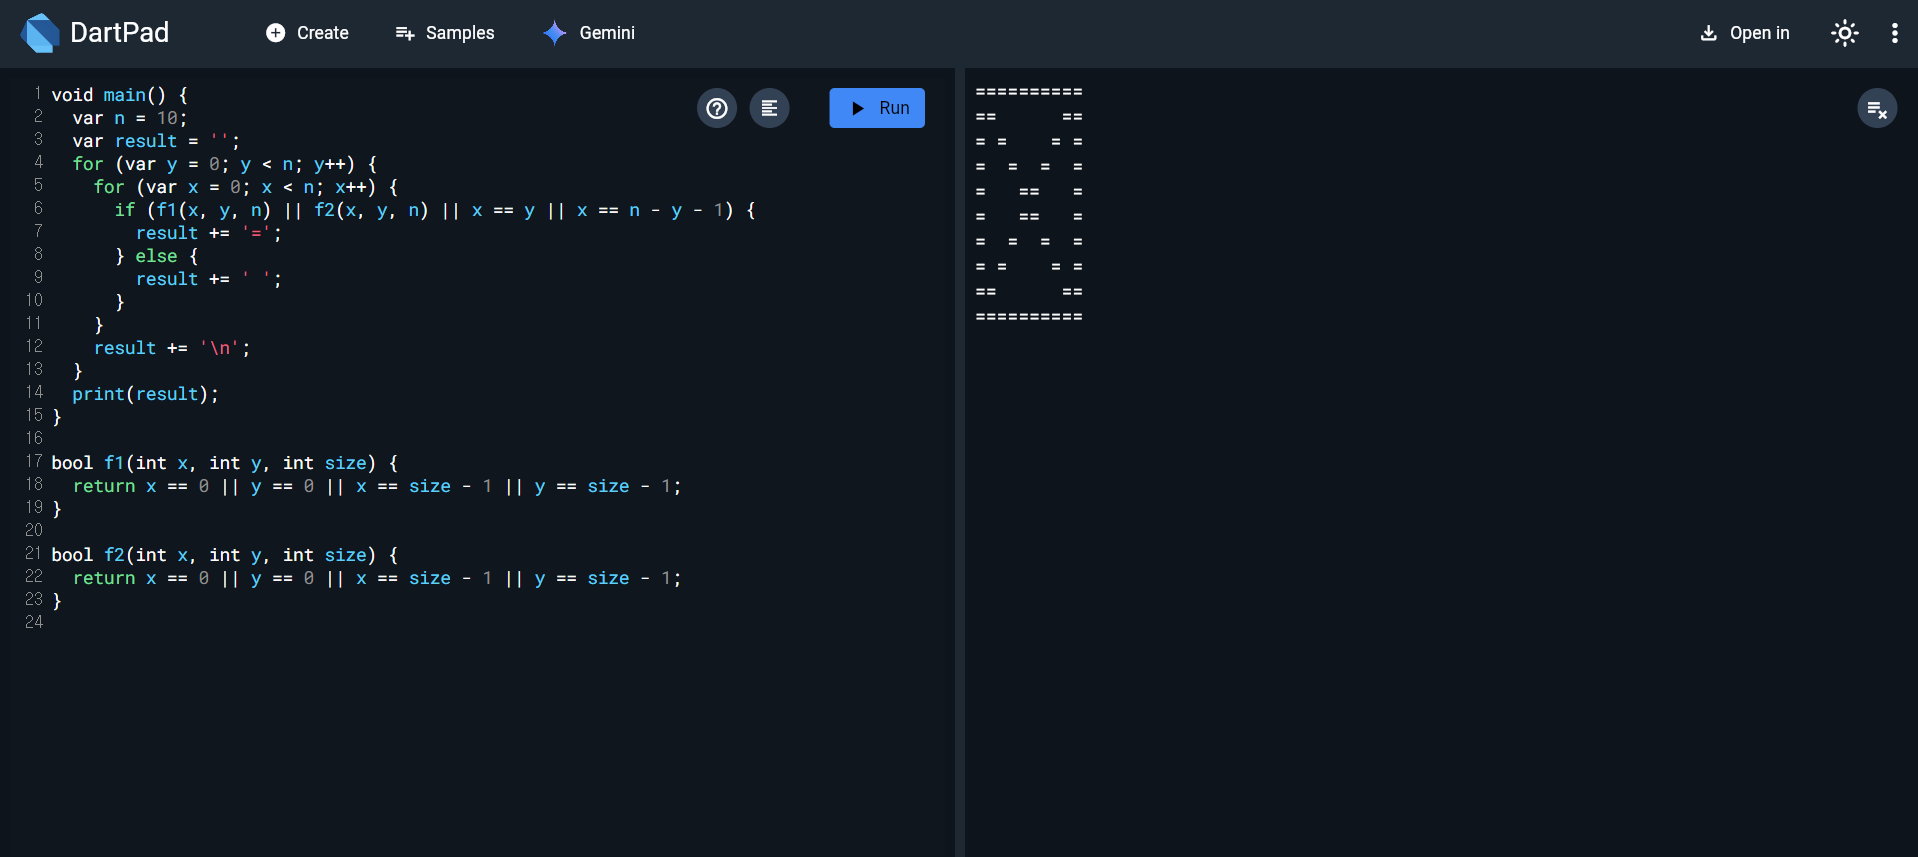 DartPad Create Samples Gemini Open in
Run
1 void main() {
2   var n = 10;
3   var result = '';
4   for (var y = 0; y < n; y++) {
5     for (var x = 0; x < n; x++) {
6       if (f1(x, y, n) || f2(x, y, n) || x == y || x == n - y - 1) {
7         result += '=';
8       } else {
9         result += ' ';
10       }
11     }
12     result += '\n';
13   }
14   print(result);
15 }
16
17 bool f1(int x, int y, int size) {
18   return x == 0 || y == 0 || x == size - 1 || y == size - 1;
19 }
20
21 bool f2(int x, int y, int size) {
22   return x == 0 || y == 0 || x == size - 1 || y == size - 1;
23 }
24
==========
==      ==
= =    = =
=  =  =  =
=   ==   =
=   ==   =
=  =  =  =
= =    = =
==      ==
==========